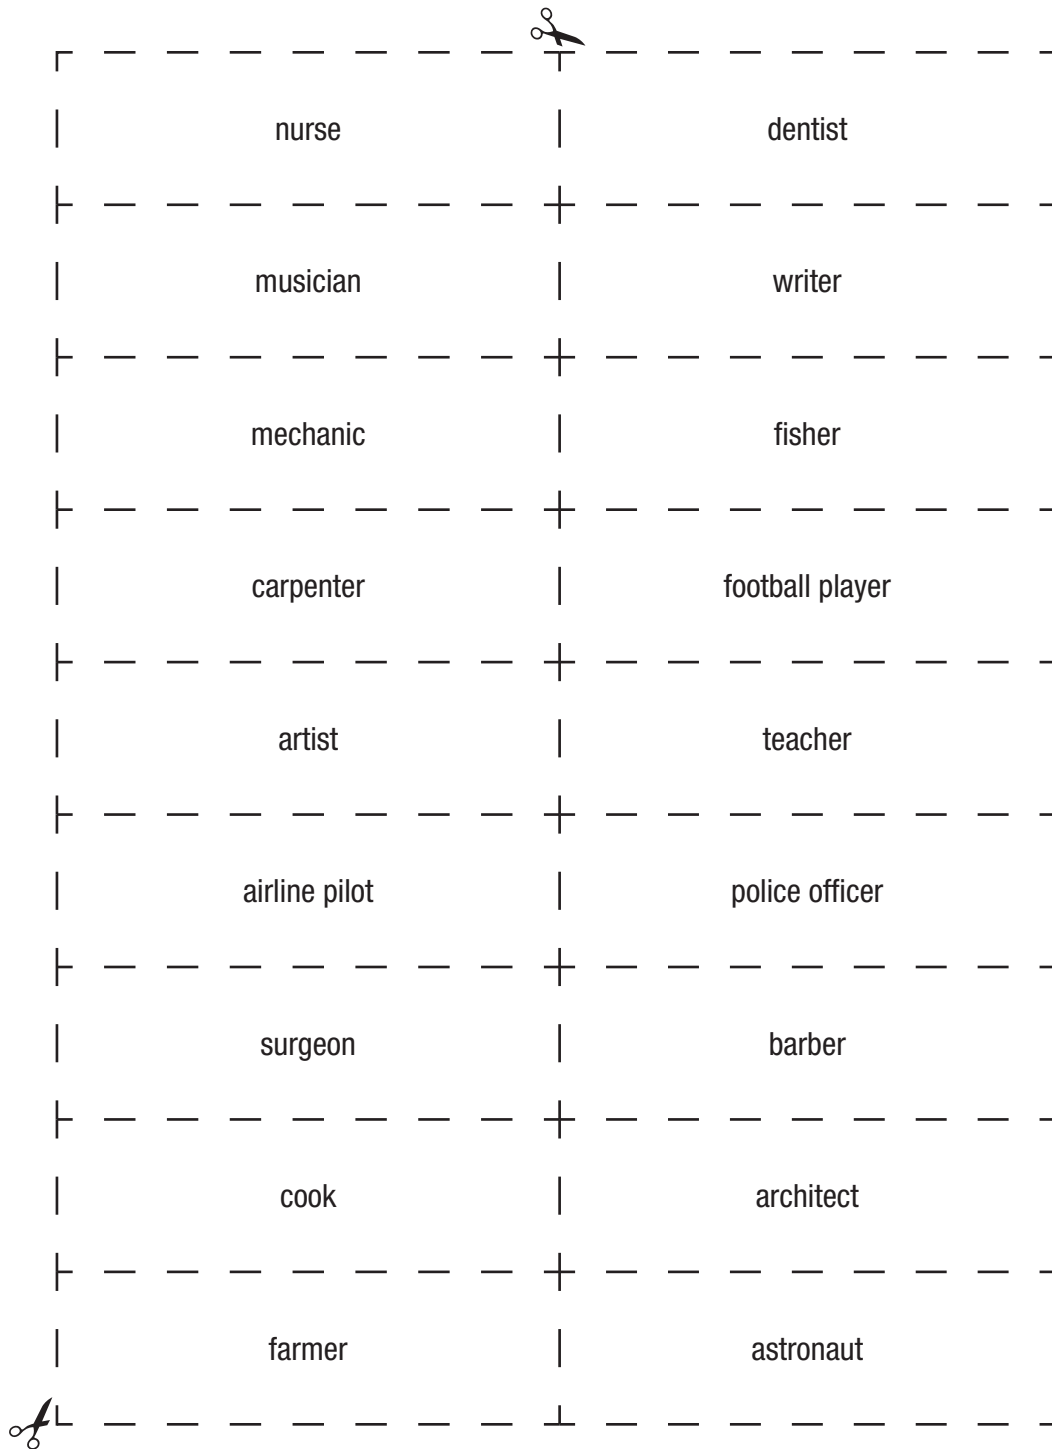 nurse
dentist
musician
writer
mechanic
fisher
carpenter
football player
artist
teacher
airline pilot
police officer
surgeon
barber
cook
architect
farmer
astronaut